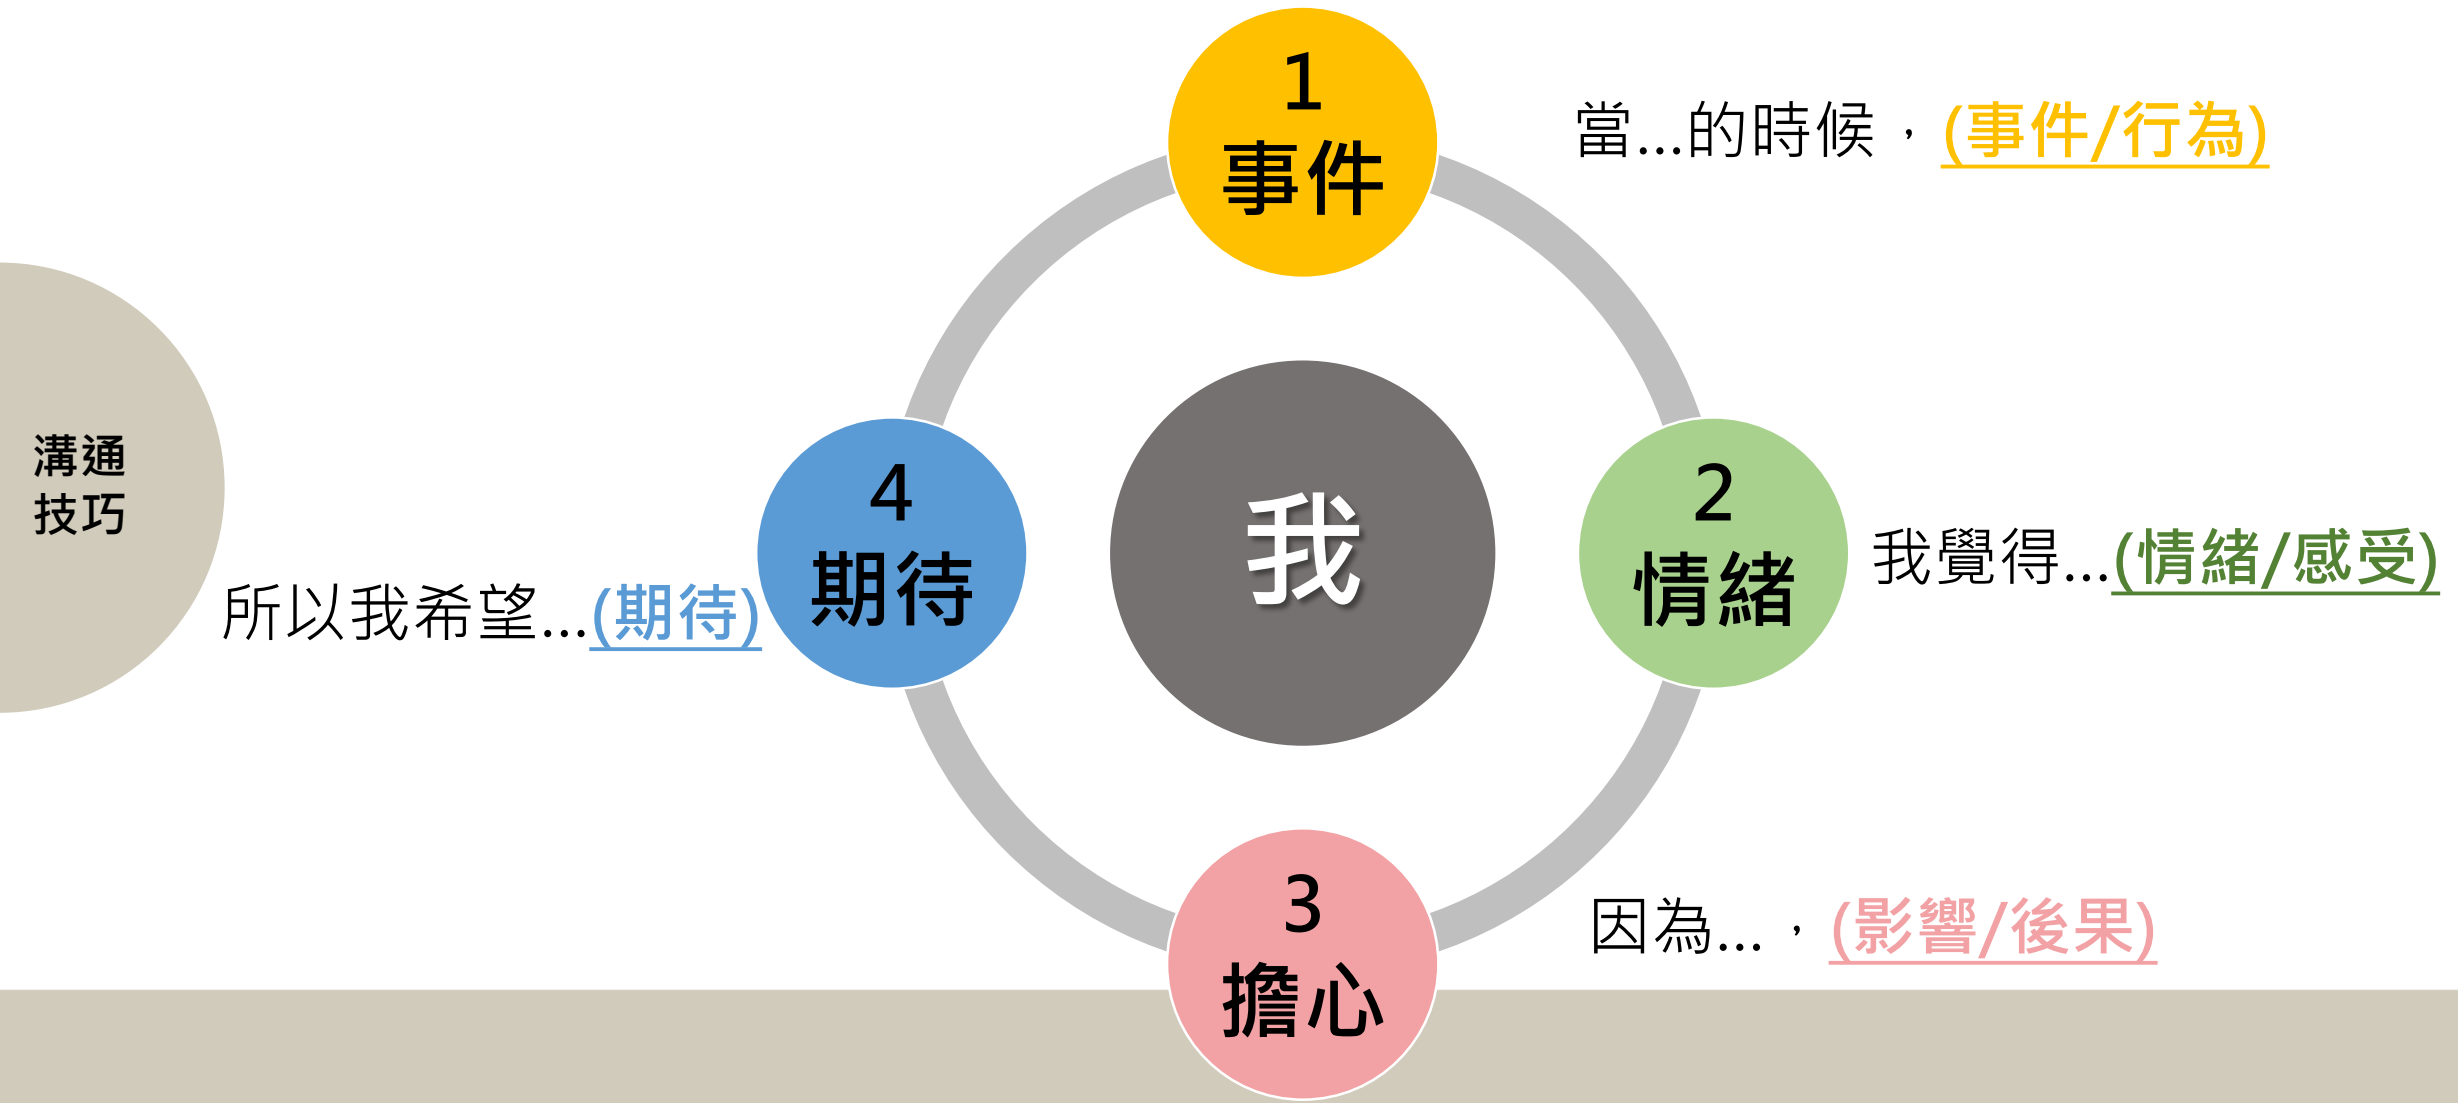 1
事件
當…的時候，(事件/行為)
溝通
技巧
我
2
情緒
我覺得…(情緒/感受)
3
擔心
因為…，(影響/後果)
4
期待
所以我希望…(期待)